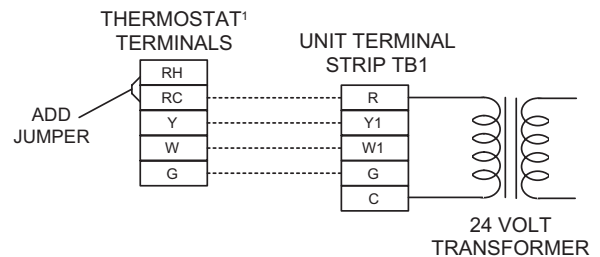 THERMOSTAT¹
TERMINALS
RH
RC
Y
W
G
ADD
JUMPER
UNIT TERMINAL
STRIP TB1
R
Y1
W1
G
C
24 VOLT
TRANSFORMER